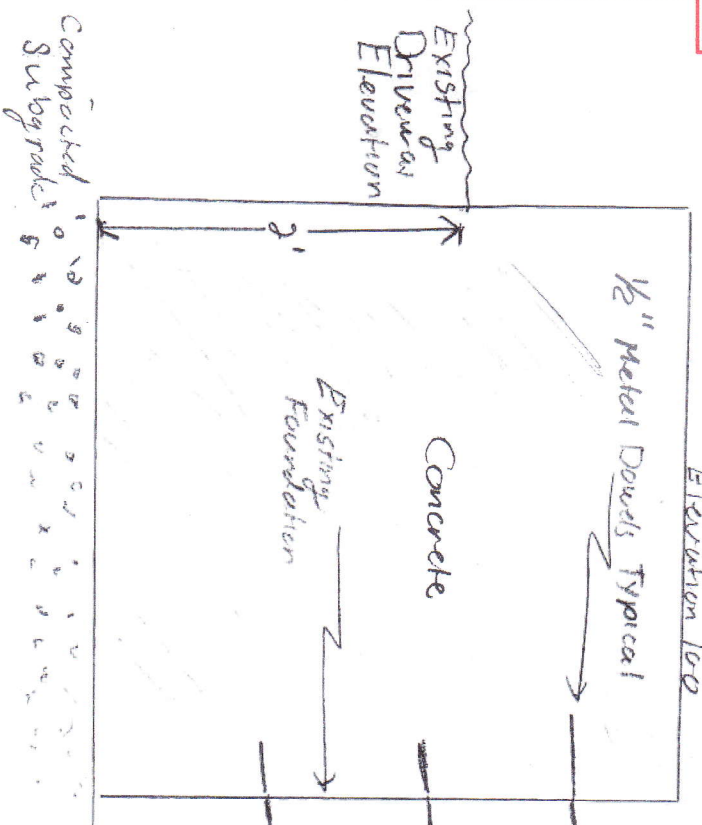 Elevation 100
1/2" Metal Dowels Typical
Concrete
Existing
Driveway
Elevation
2'
Existing
Foundation
Compacted
Subgrade